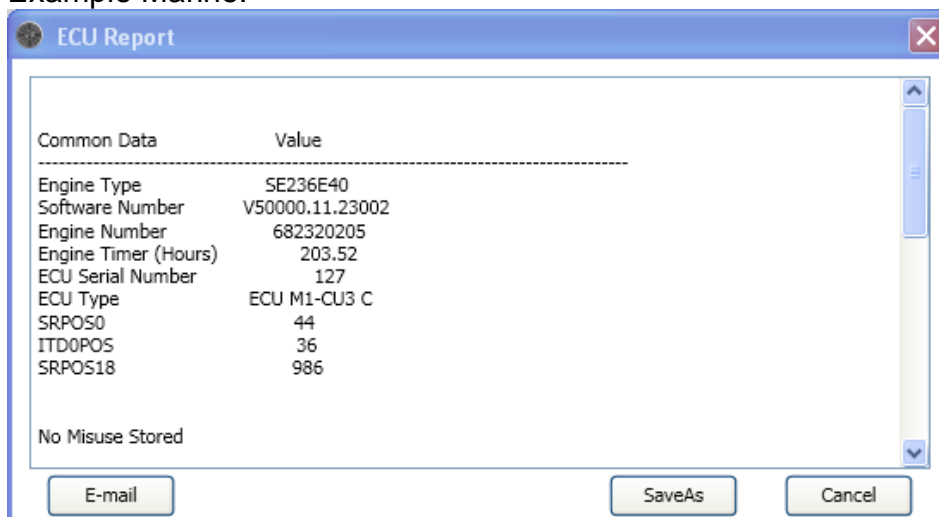 Example Marine:
ECU Report
Common Data Value
--------------------------------------------------------------------------------------
Engine Type SE236E40
Software Number V50000.11.23002
Engine Number 682320205
Engine Timer (Hours) 203.52
ECU Serial Number 127
ECU Type ECU M1-CU3 C
SRPOS0 44
ITD0POS 36
SRPOS18 986
No Misuse Stored
E-mail SaveAs Cancel